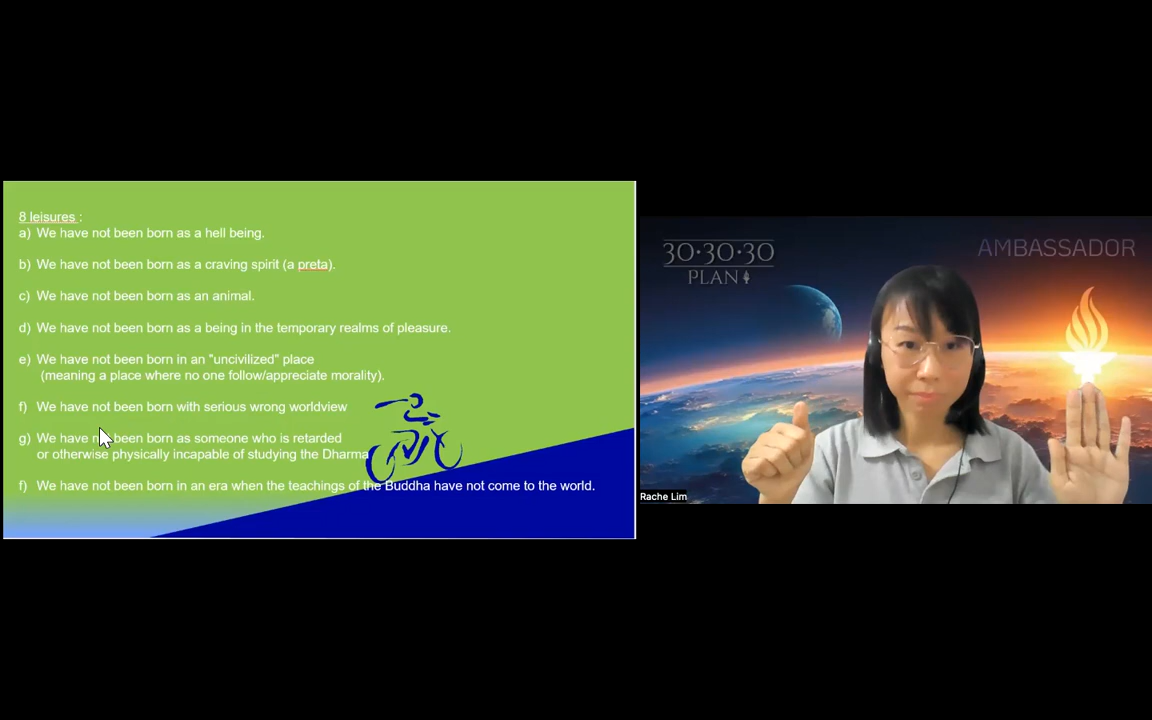 8 leisures :
a) We have not been born as a hell being.
b) We have not been born as a craving spirit (a preta).
c) We have not been born as an animal.
d) We have not been born as a being in the temporary realms of pleasure.
e) We have not been born in an "uncivilized" place
(meaning a place where no one follow/appreciate morality).
f) We have not been born with serious wrong worldview
g) We have not been born as someone who is retarded
or otherwise physically incapable of studying the Dharma
f) We have not been born in an era when the teachings of the Buddha have not come to the world.
30·30·30
PLAN
AMBASSADOR
Rache Lim